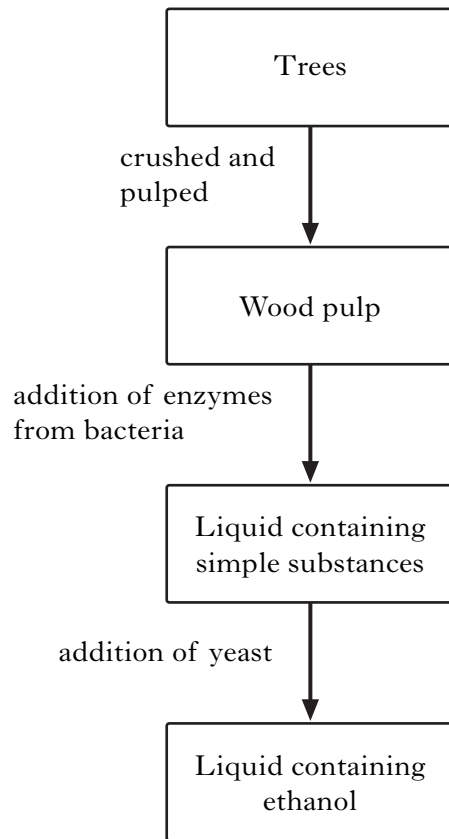 Trees
crushed and
pulped
Wood pulp
addition of enzymes
from bacteria
Liquid containing
simple substances
addition of yeast
Liquid containing
ethanol